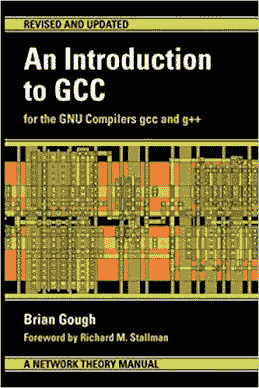 REVISED AND UPDATED
An Introduction
to GCC
for the GNU Compilers gcc and g++
Brian Gough
Foreword by Richard M. Stallman
A NETWORK THEORY MANUAL